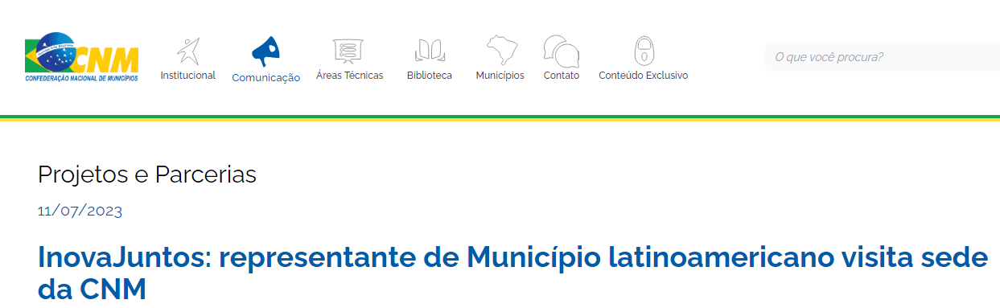 CNM
CONFEDERAÇÃO NACIONAL DE MUNICÍPIOS
Institucional
Comunicação
Áreas Técnicas
Biblioteca
Municípios
Contato
Conteúdo Exclusivo
O que você procura?
Projetos e Parcerias
11/07/2023
InovaJuntos: representante de Município latinoamericano visita sede
da CNM